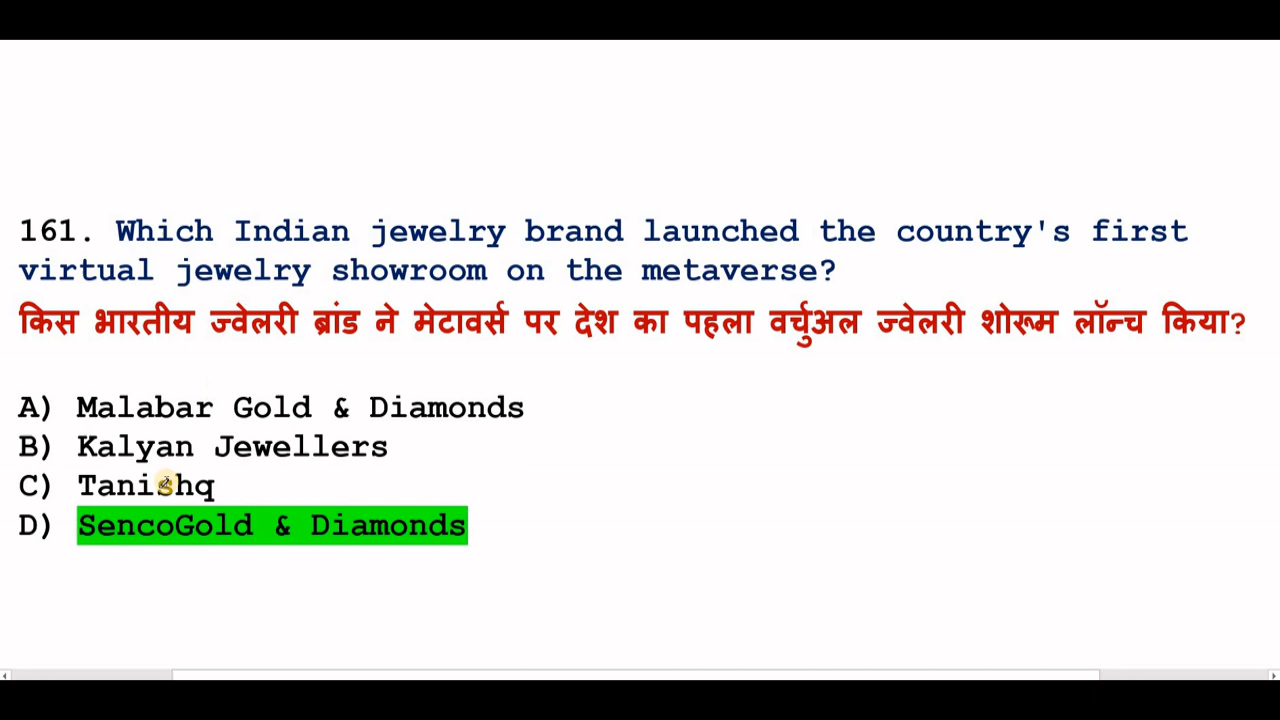 161. Which Indian jewelry brand launched the country's first
virtual jewelry showroom on the metaverse?
किस भारतीय ज्वेलरी ब्रांड ने मेटावर्स पर देश का पहला वर्चुअल ज्वेलरी शोरूम लॉन्च किया?
A) Malabar Gold & Diamonds
B) Kalyan Jewellers
C) Tanishq
D) SencoGold & Diamonds